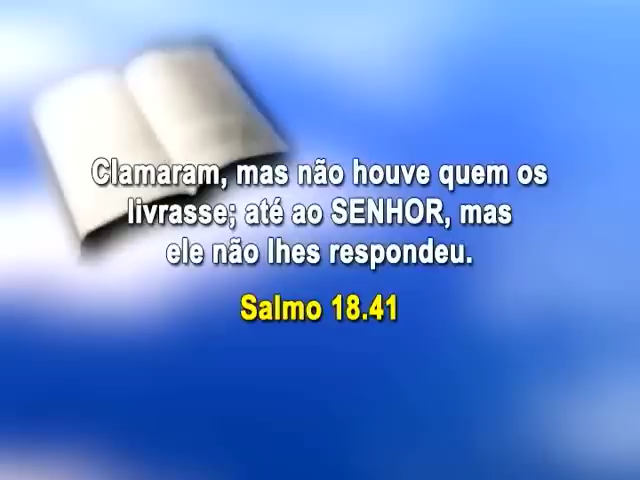 Clamaram, mas não houve quem os
livrasse; até ao SENHOR, mas
ele não lhes respondeu.
Salmo 18.41